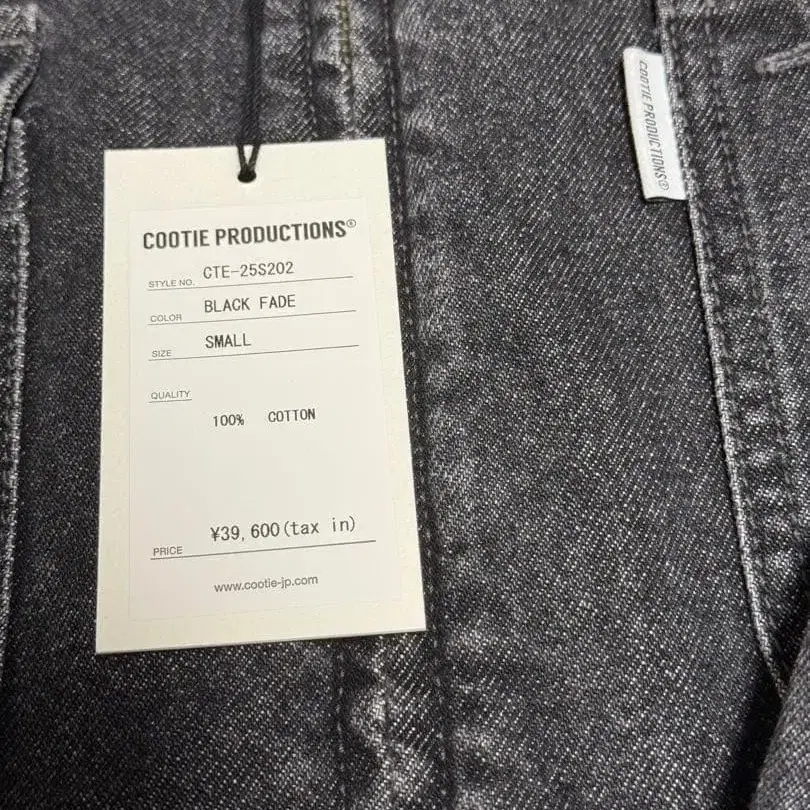 COOTIE PRODUCTIONS®
STYLE NO. CTE-25S202
COLOR BLACK FADE
SIZE SMALL
QUALITY
100% COTTON
PRICE ¥39,600(tax in)
www.cootie-jp.com
COOTIE PRODUCTIONS®